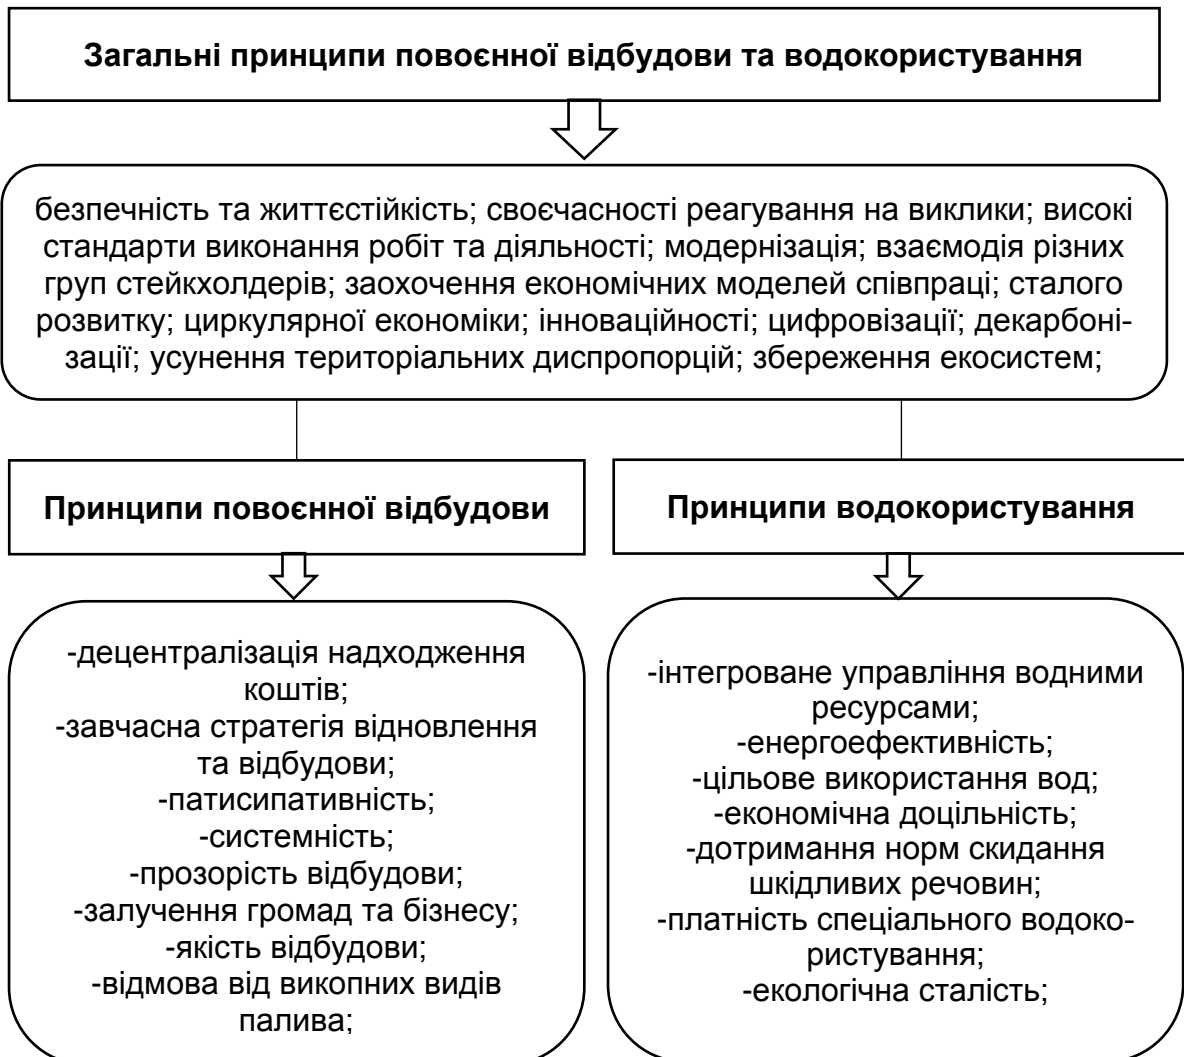 Загальні принципи повоєнної відбудови та водокористування
безпечність та життєстійкість; своєчасності реагування на виклики; високі
стандарти виконання робіт та діяльності; модернізація; взаємодія різних
груп стейкхолдерів; заохочення економічних моделей співпраці; сталого
розвитку; циркулярної економіки; інноваційності; цифровізації; декарбоні-
зації; усунення територіальних диспропорцій; збереження екосистем;
Принципи повоєнної відбудови
-децентралізація надходження
коштів;
-завчасна стратегія відновлення
та відбудови;
-патисипативність;
-системність;
-прозорість відбудови;
-залучення громад та бізнесу;
-якість відбудови;
-відмова від викопних видів
палива;
Принципи водокористування
-інтегроване управління водними
ресурсами;
-енергоефективність;
-цільове використання вод;
-економічна доцільність;
-дотримання норм скидання
шкідливих речовин;
-платність спеціального водоко-
ристування;
-екологічна сталість;